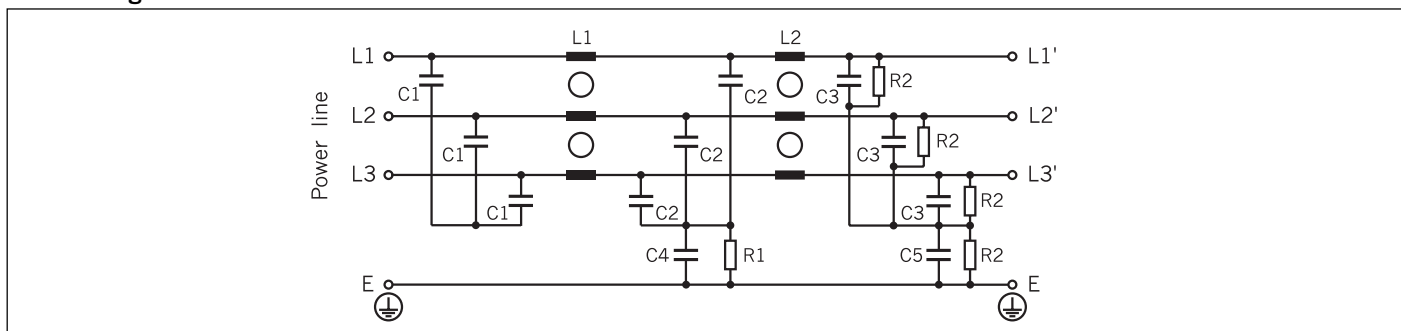 L1 L2
L1 L1'
C1 C2 C3 R2
Power line
L2 L2'
C1 C2 C3 R2
L3 L3'
C1 C2 C3 R2
C4 R1 C5 R2
E E